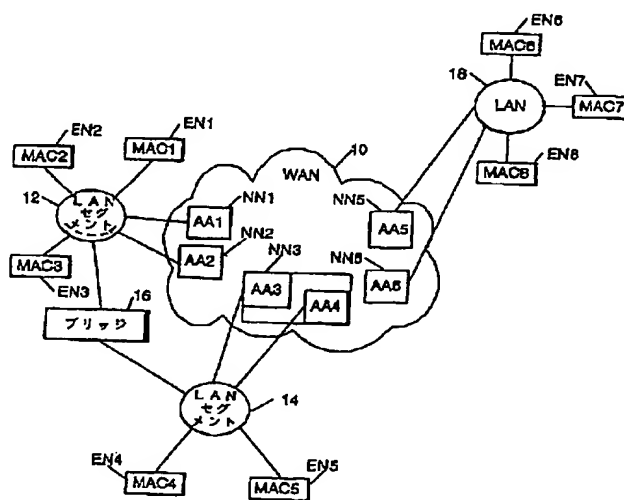 EN6
MAC6
18
LAN
EN7
MAC7
EN8
MAC8
EN2
MAC2
EN1
MAC1
10
WAN
12
LAN
セグ
メント
NN1
AA1
NN2
AA2
NN5
AA5
NN3
AA3
AA4
NN6
AA6
MAC3
EN3
16
ブリッジ
LAN
セグ
メント
14
EN4
MAC4
EN5
MAC5